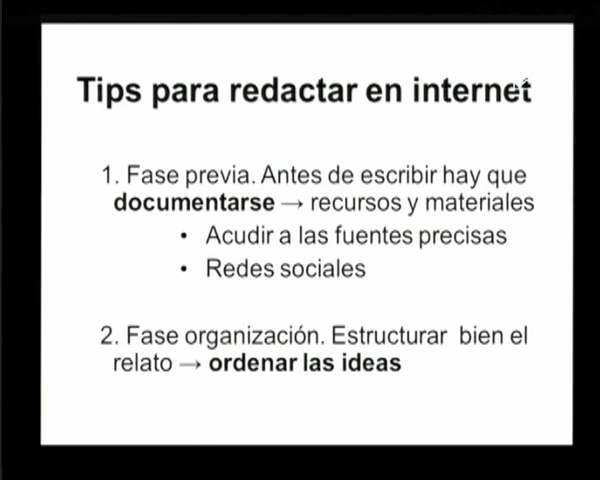 Tips para redactar en internet
1. Fase previa. Antes de escribir hay que
documentarse → recursos y materiales
• Acudir a las fuentes precisas
• Redes sociales
2. Fase organización. Estructurar bien el
relato → ordenar las ideas